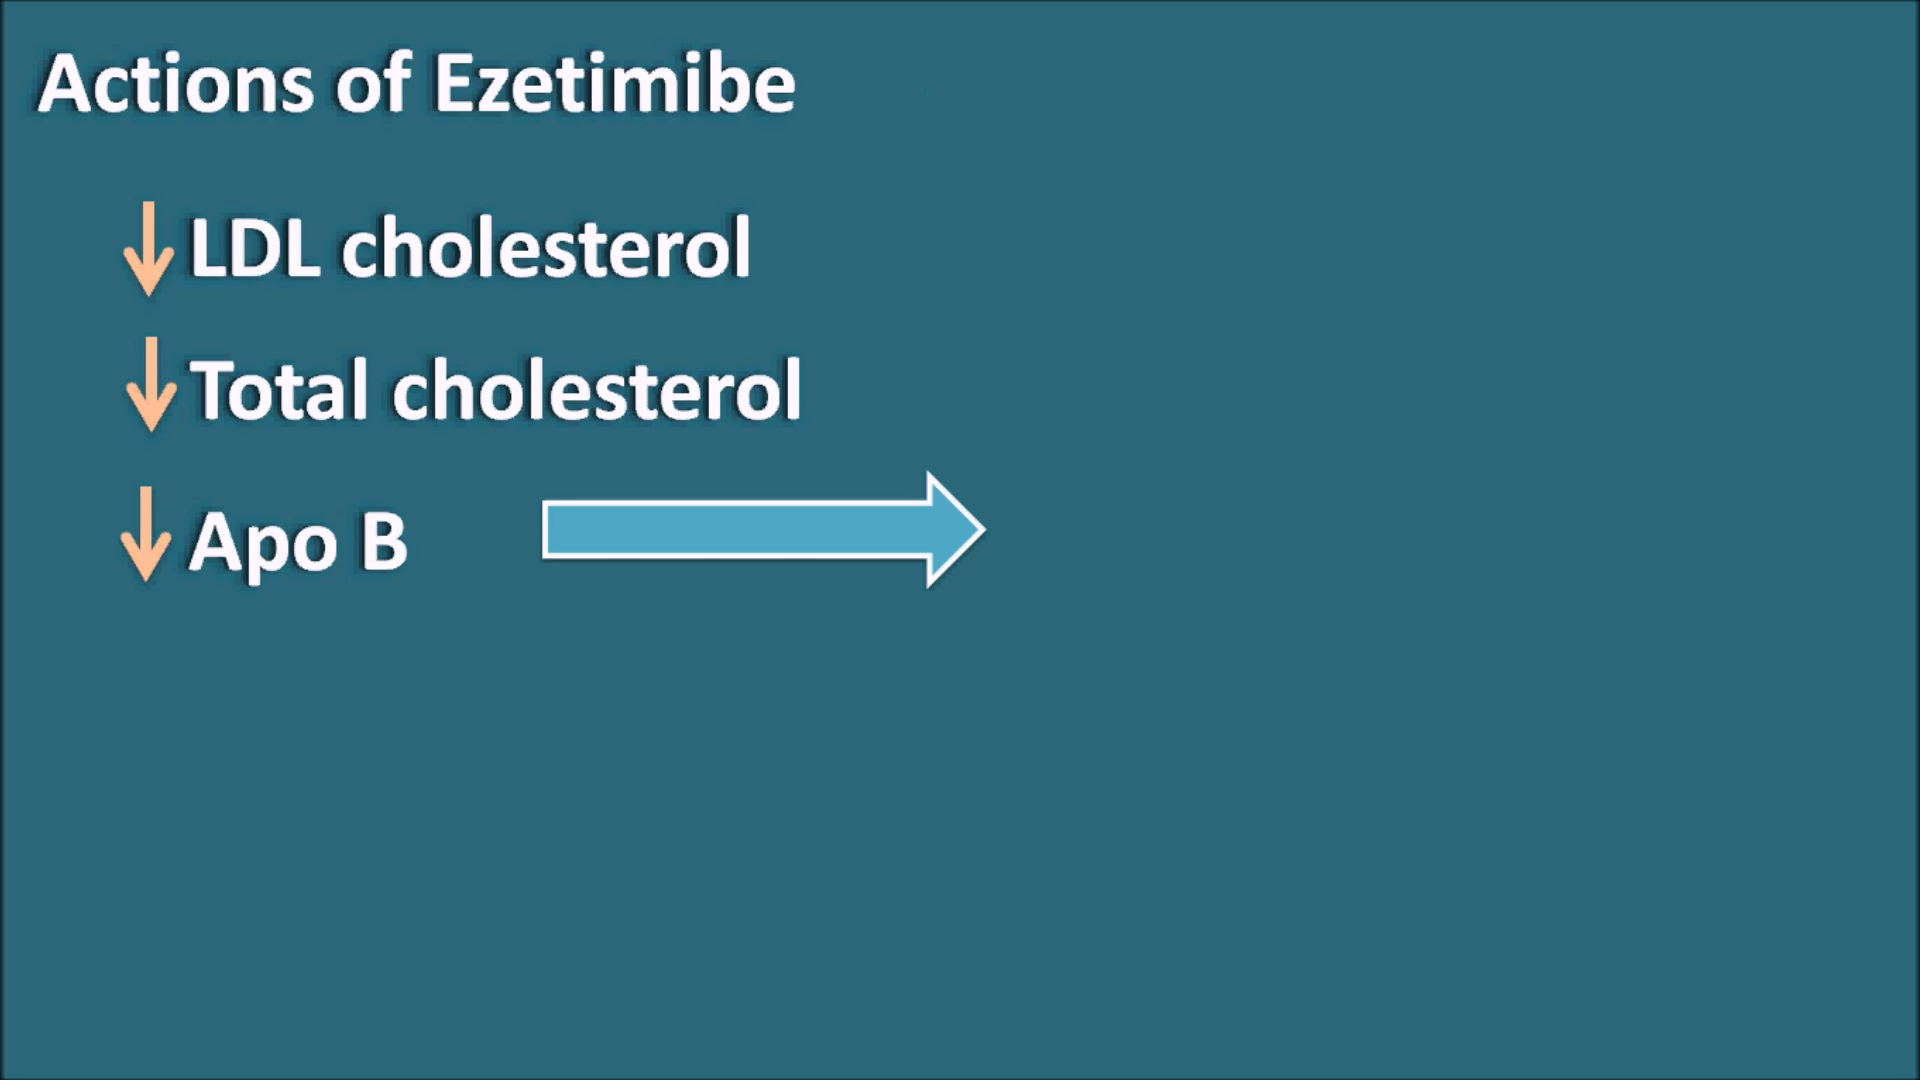 Actions of Ezetimibe
↓ LDL cholesterol
↓ Total cholesterol
↓ Apo B